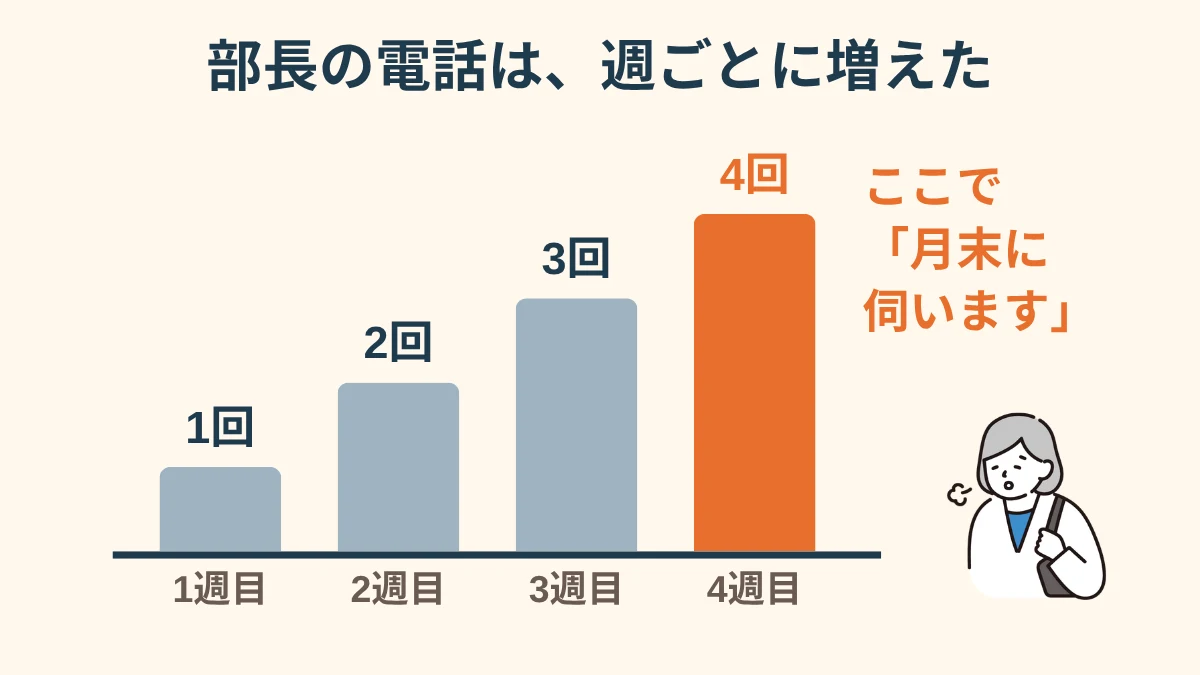 部長の電話は、週ごとに増えた
4回
3回
2回
1回
ここで
「月末に
伺います」
1週目
2週目
3週目
4週目